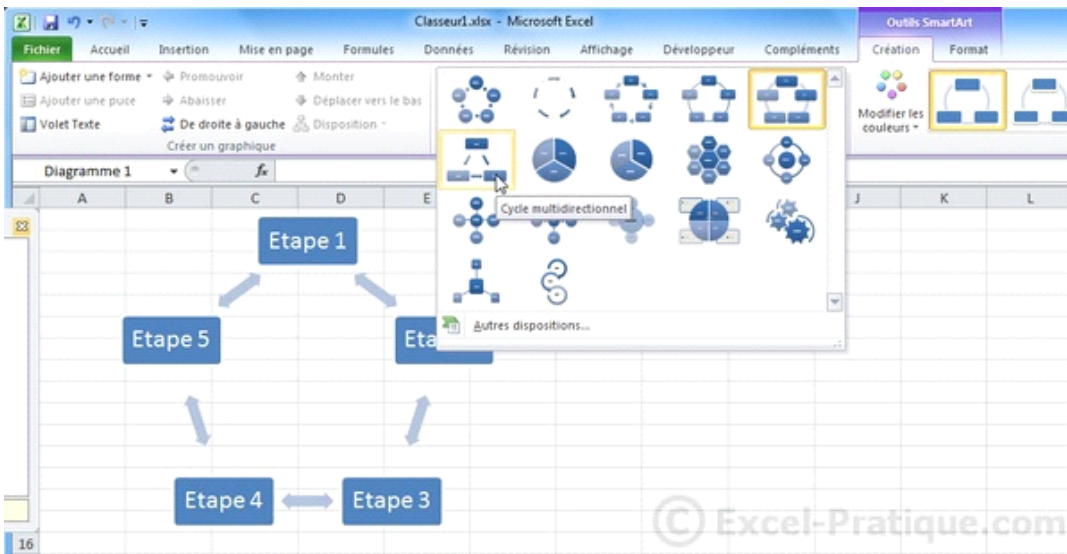 Classeur1.xlsx - Microsoft Excel
Outils SmartArt
Fichier Accueil Insertion Mise en page Formules Données Révision Affichage Développeur Compléments Création Format
Ajouter une forme Promouvoir Monter
Ajouter une puce Abaisser Déplacer vers le bas
Volet Texte De droite à gauche Disposition
Créer un graphique
Modifier les
couleurs
Diagramme 1 fx
A B C D E J K L
Cycle multidirectionnel
Etape 1
Etape 5
Eta
Autres dispositions...
Etape 4
Etape 3
16
© Excel-Pratique.com